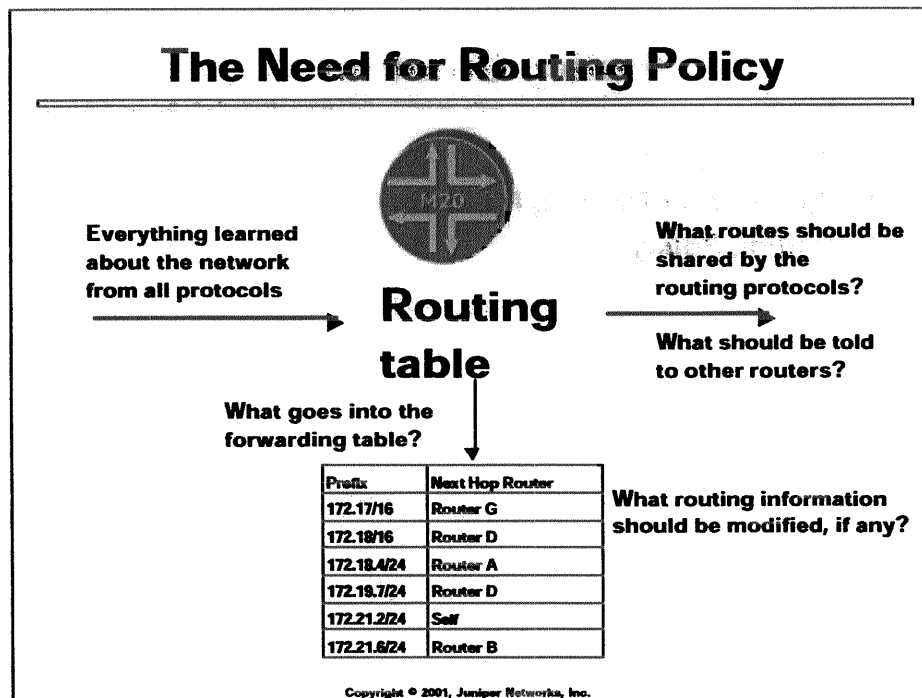 The Need for Routing Policy
M20
Everything learned
about the network
from all protocols
Routing
table
What routes should be
shared by the
routing protocols?
What should be told
to other routers?
What goes into the
forwarding table?
Prefix Next Hop Router
172.17/16 Router G
172.18/16 Router D
172.18.4/24 Router A
172.19.7/24 Router D
172.21.2/24 Self
172.21.6/24 Router B
What routing information
should be modified, if any?
Copyright © 2001, Juniper Networks, Inc.